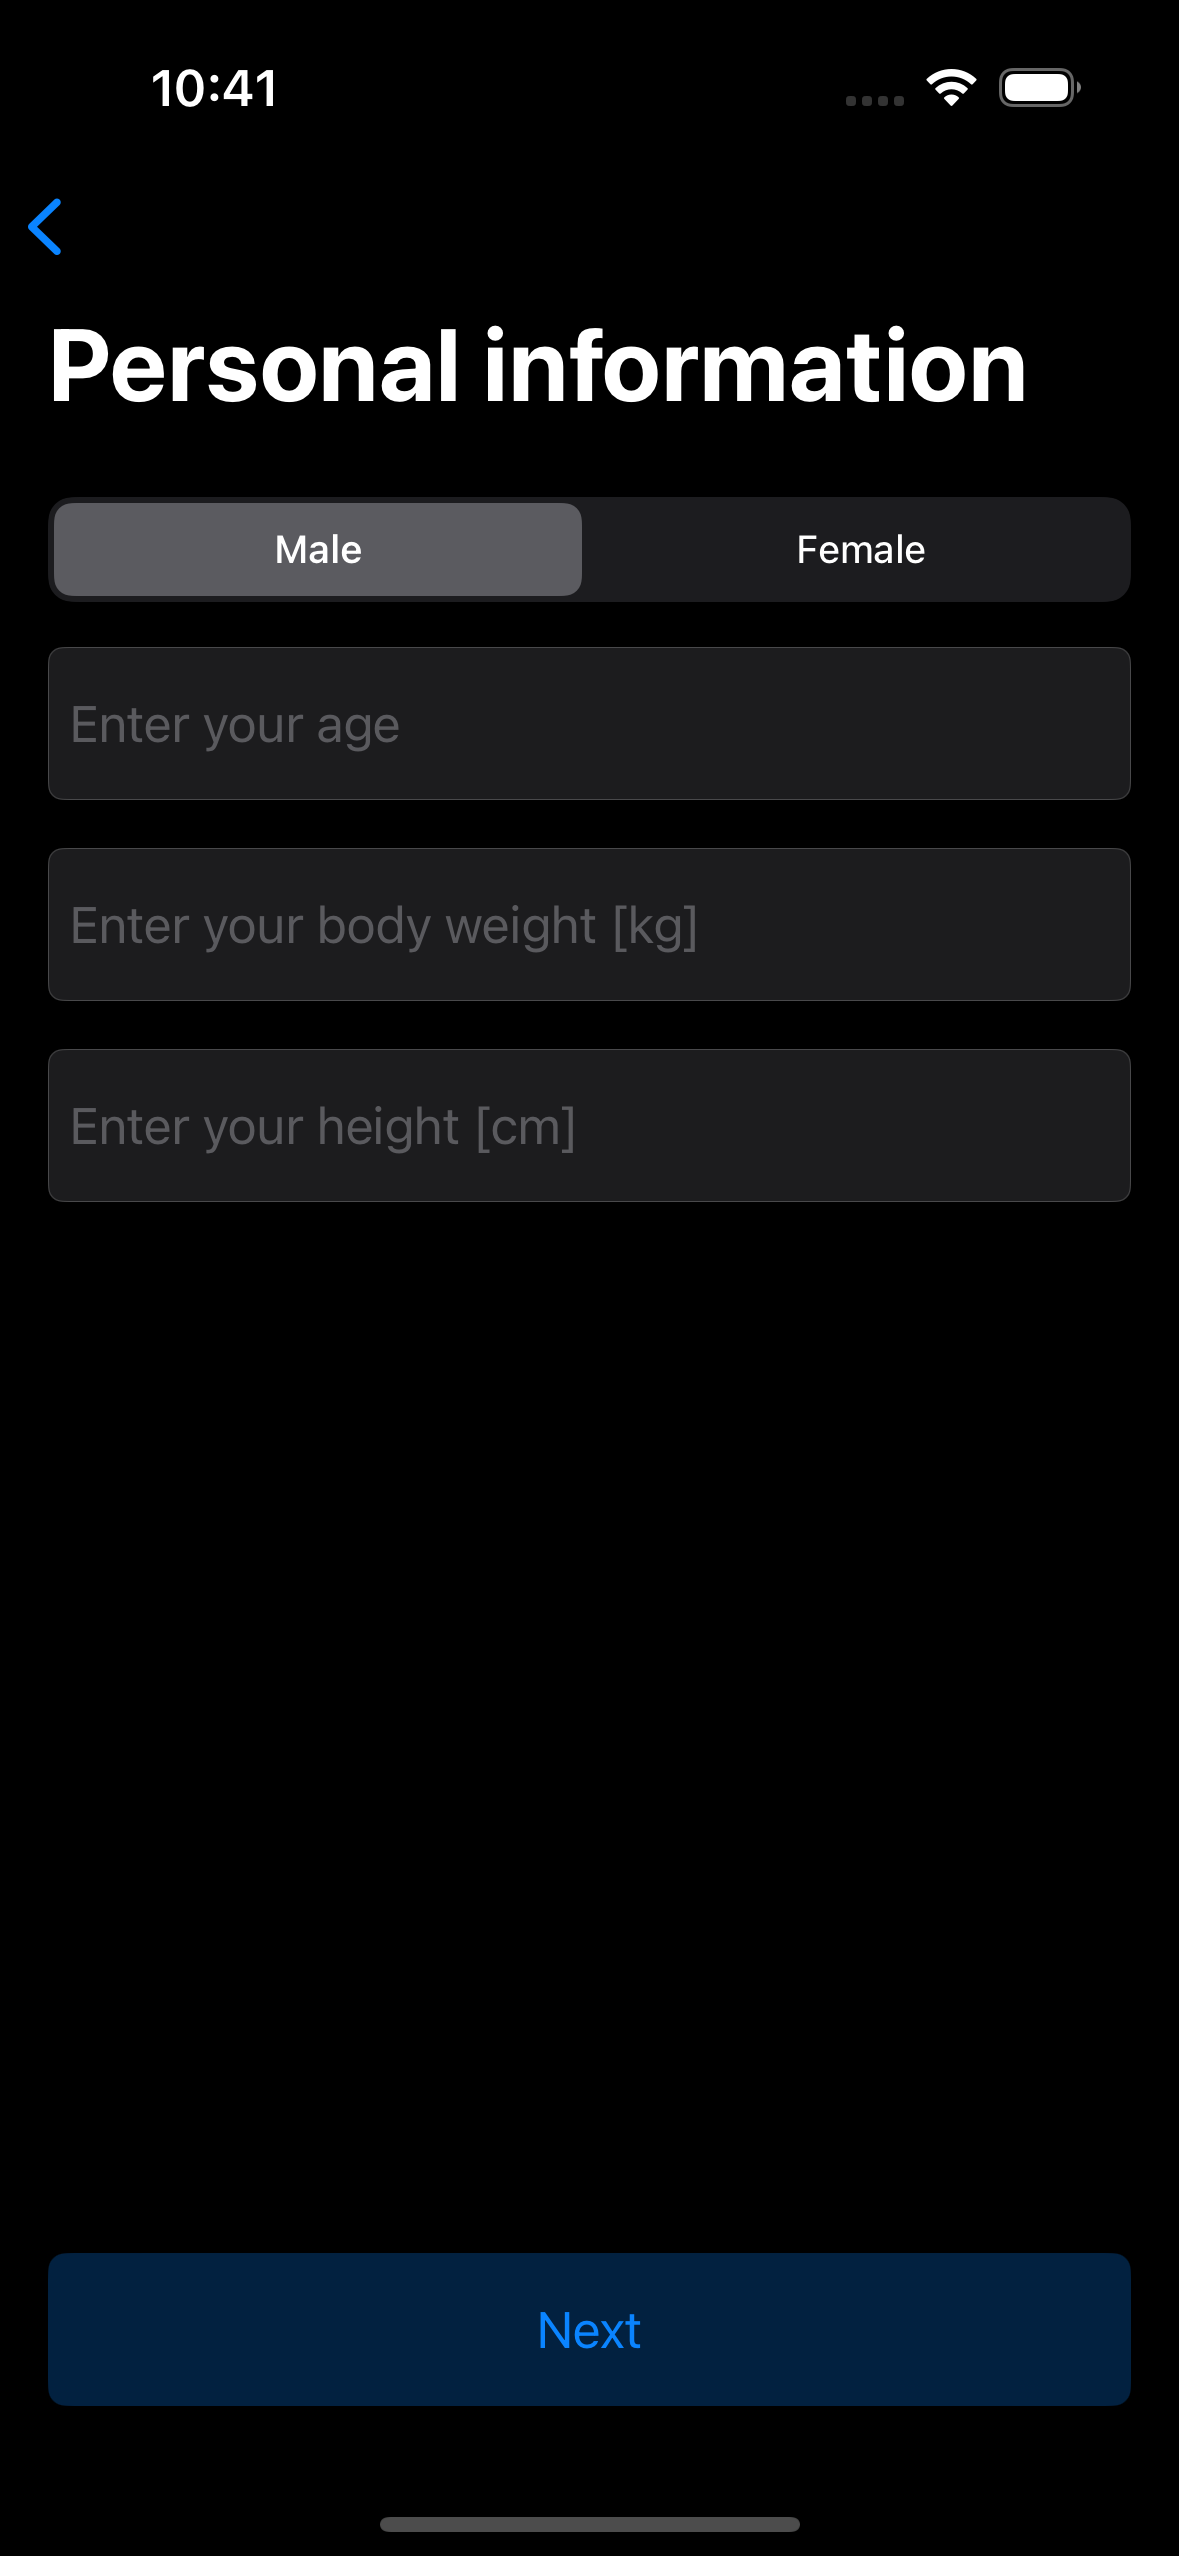 10:41
Personal information
Male
Female
Enter your age
Enter your body weight [kg]
Enter your height [cm]
Next